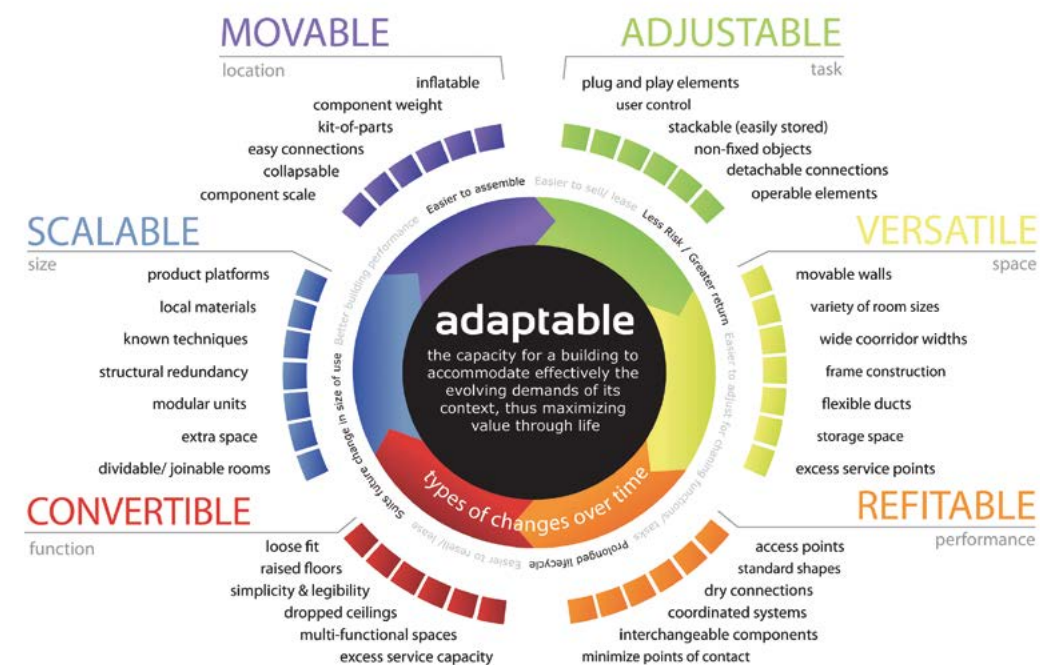 MOVABLE
location
inflatable
component weight
kit-of-parts
easy connections
collapsable
component scale
ADJUSTABLE
task
plug and play elements
user control
stackable (easily stored)
non-fixed objects
detachable connections
operable elements
SCALABLE
size
product platforms
local materials
known techniques
structural redundancy
modular units
extra space
dividable/ joinable rooms
VERSATILE
space
movable walls
variety of room sizes
wide coorridor widths
frame construction
flexible ducts
storage space
excess service points
CONVERTIBLE
function
loose fit
raised floors
simplicity & legibility
dropped ceilings
multi-functional spaces
excess service capacity
REFITABLE
performance
access points
standard shapes
dry connections
coordinated systems
interchangeable components
minimize points of contact
Easier to assemble
Easier to sell/ lease
Less Risk / Greater return
Easier to adjust for chaning functions/ tasks
Prolonged lifecycle
Easier to resell/ lease
Suits future change in size of use
Better building performance
adaptable
the capacity for a building to
accommodate effectively the
evolving demands of its
context, thus maximizing
value through life
types of changes over time